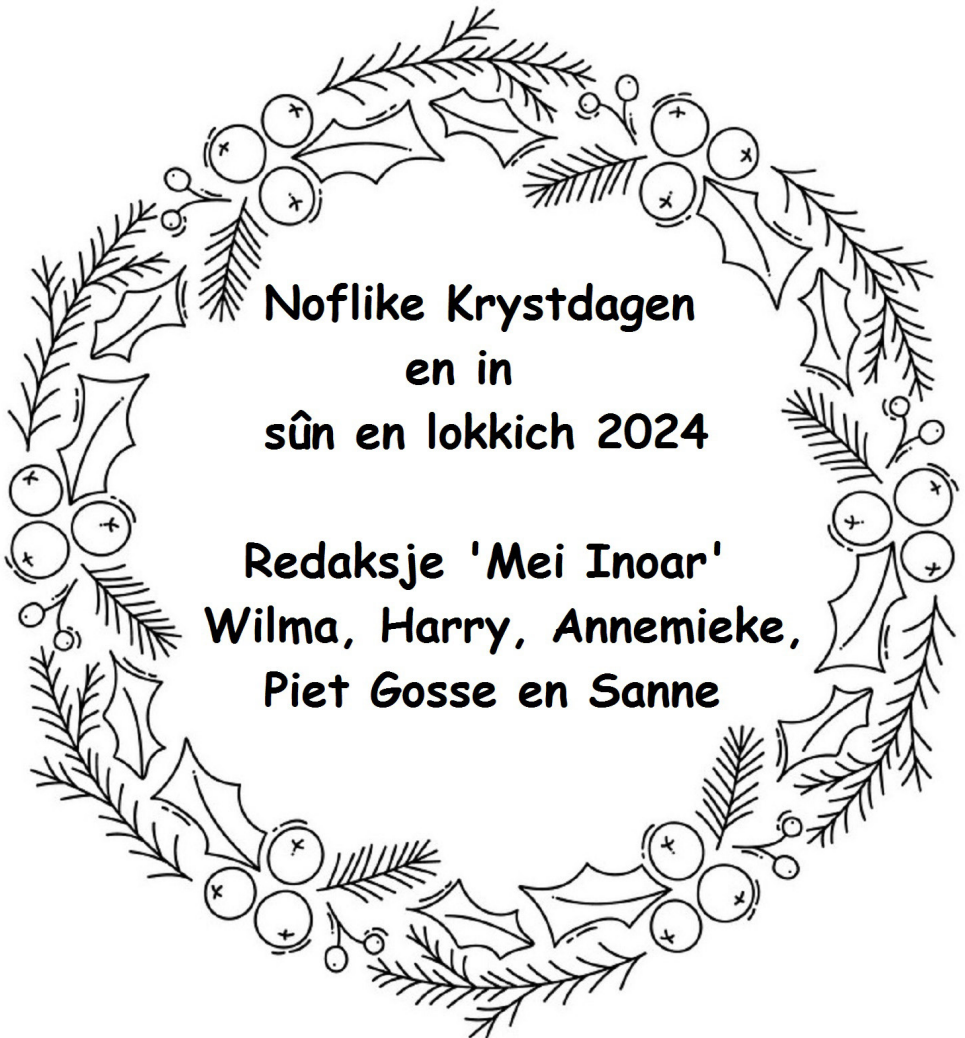 Noflike Krystdagen
en in
sûn en lokkich 2024
Redaksje 'Mei Inoar'
Wilma, Harry, Annemieke,
Piet Gosse en Sanne